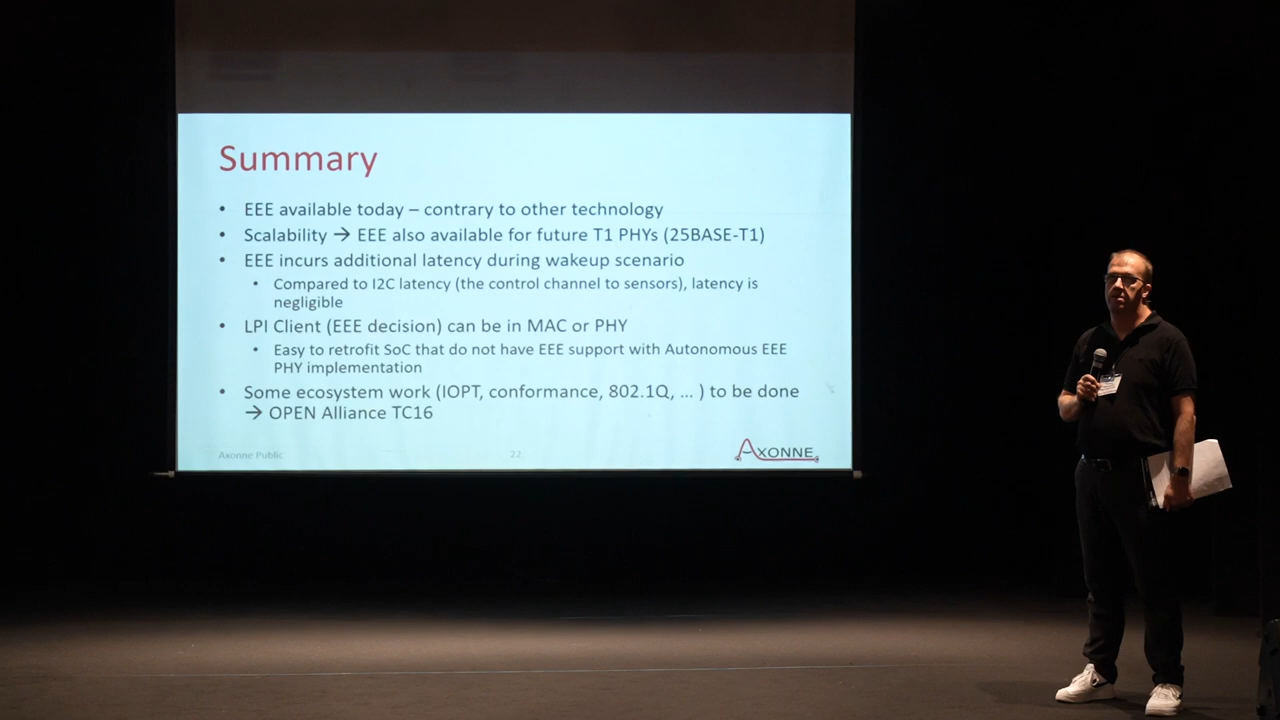 Summary
• EEE available today – contrary to other technology
• Scalability → EEE also available for future T1 PHYs (25BASE-T1)
• EEE incurs additional latency during wakeup scenario
• Compared to I2C latency (the control channel to sensors), latency is
negligible
• LPI Client (EEE decision) can be in MAC or PHY
• Easy to retrofit SoC that do not have EEE support with Autonomous EEE
PHY implementation
• Some ecosystem work (IOPT, conformance, 802.1Q, ... ) to be done
→ OPEN Alliance TC16
Axonne Public
22
AXONNE